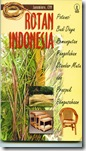 ROTAN
INDONESIA
Potensi
Budi Daya
Pemungutan
Pengolahan
Standar Mutu
dan
Prospek
Pengusahaan